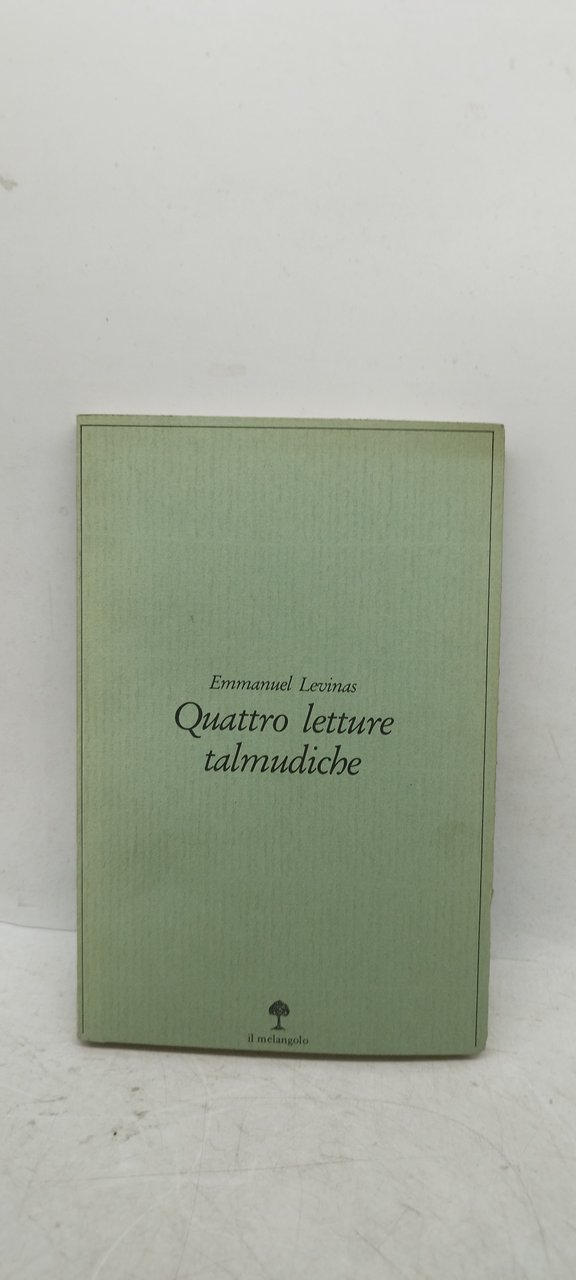 Emmanuel Levinas
Quattro letture
talmudiche
il melangolo